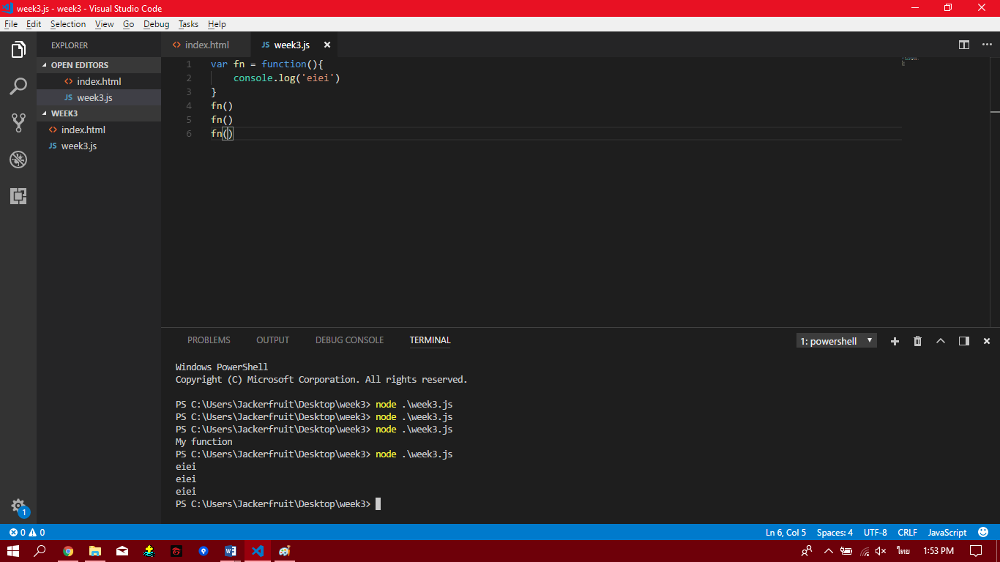 week3.js - week3 - Visual Studio Code
File Edit Selection View Go Debug Tasks Help
EXPLORER
OPEN EDITORS
<> index.html
JS week3.js
WEEK3
<> index.html
JS week3.js
1
<> index.html JS week3.js
1 var fn = function(){
2     console.log('eiei')
3 }
4 fn()
5 fn()
6 fn()
PROBLEMS OUTPUT DEBUG CONSOLE TERMINAL
1: powershell
Windows PowerShell
Copyright (C) Microsoft Corporation. All rights reserved.
PS C:\Users\Jackerfruit\Desktop\week3> node .\week3.js
PS C:\Users\Jackerfruit\Desktop\week3> node .\week3.js
PS C:\Users\Jackerfruit\Desktop\week3> node .\week3.js
My function
PS C:\Users\Jackerfruit\Desktop\week3> node .\week3.js
eiei
eiei
eiei
PS C:\Users\Jackerfruit\Desktop\week3>
0 0 Ln 6, Col 5 Spaces: 4 UTF-8 CRLF JavaScript
ไทย 1:53 PM